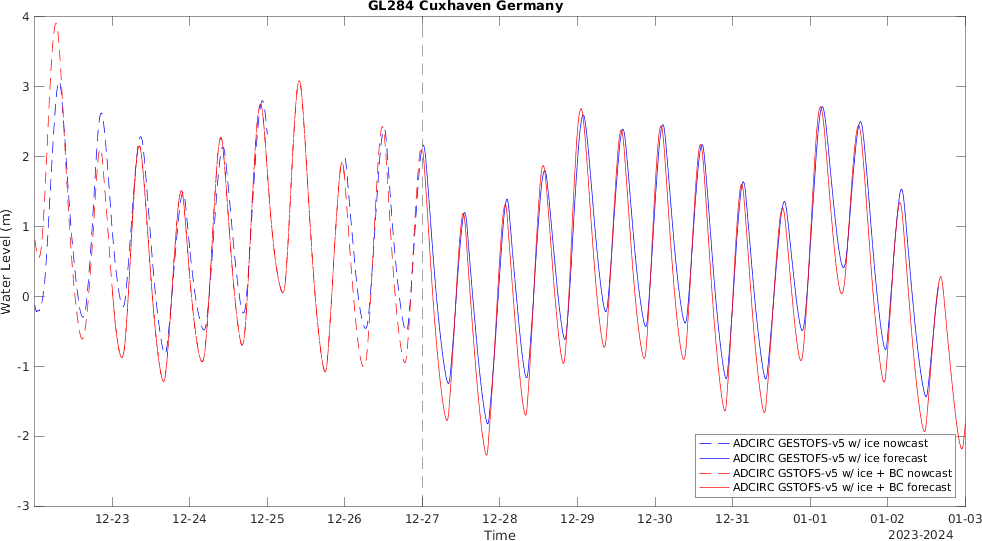 GL284 Cuxhaven Germany
4
3
2
1
0
-1
-2
-3
Water Level (m)
ADCIRC GESTOFS-v5 w/ ice nowcast
ADCIRC GESTOFS-v5 w/ ice forecast
ADCIRC GSTOFS-v5 w/ ice + BC nowcast
ADCIRC GSTOFS-v5 w/ ice + BC forecast
12-23 12-24 12-25 12-26 12-27 12-28 12-29 12-30 12-31 01-01 01-02 01-03
Time
2023-2024